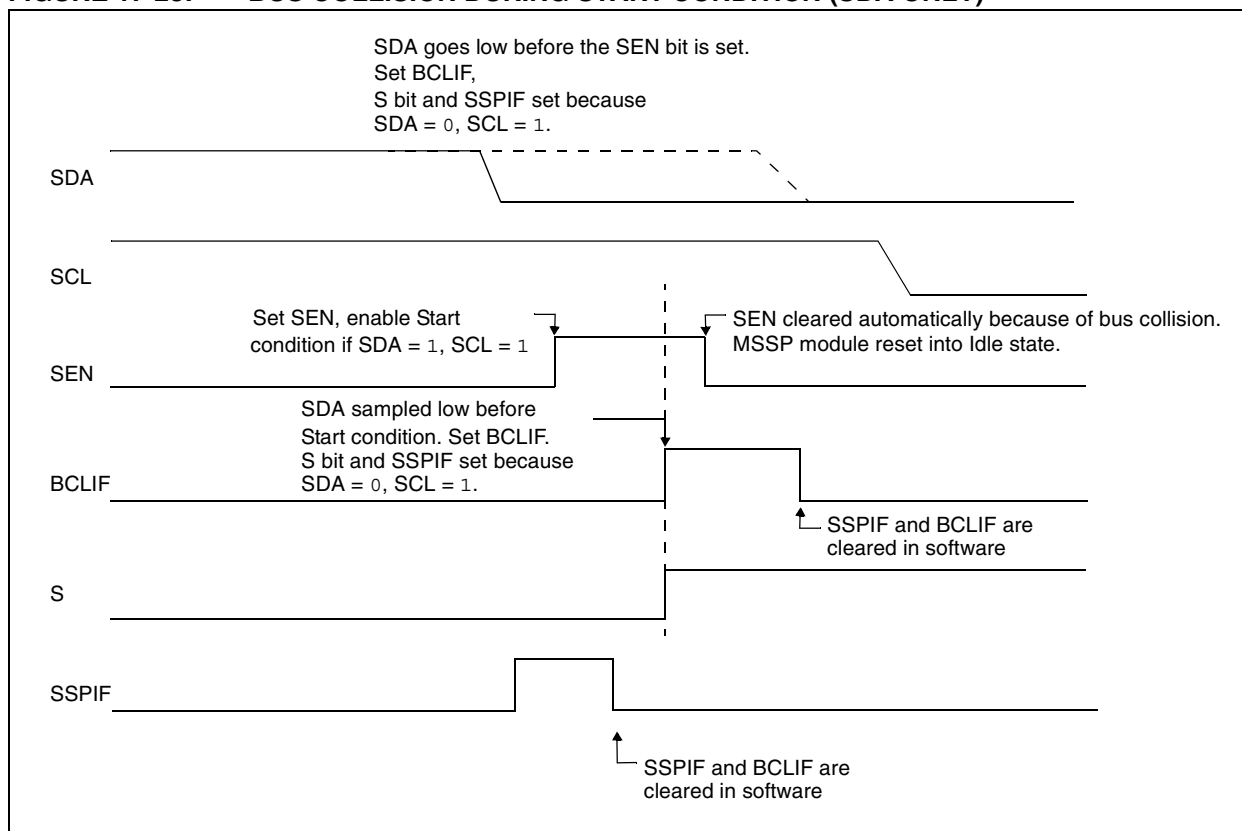 SDA goes low before the SEN bit is set.
Set BCLIF,
S bit and SSPIF set because
SDA = 0, SCL = 1.
SDA
SCL
Set SEN, enable Start
condition if SDA = 1, SCL = 1
SEN cleared automatically because of bus collision.
MSSP module reset into Idle state.
SEN
SDA sampled low before
Start condition. Set BCLIF.
S bit and SSPIF set because
SDA = 0, SCL = 1.
BCLIF
SSPIF and BCLIF are
cleared in software
S
SSPIF
SSPIF and BCLIF are
cleared in software